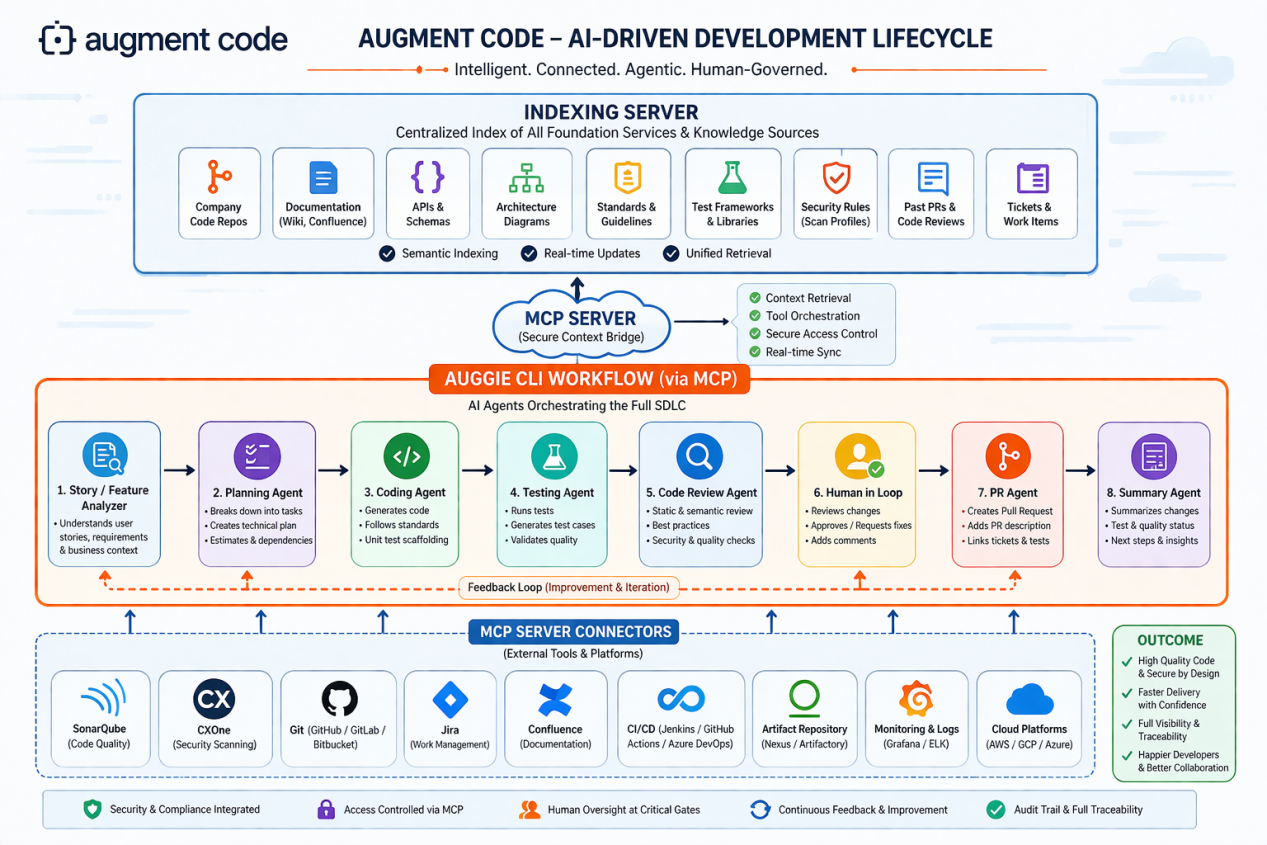 augment code
AUGMENT CODE – AI-DRIVEN DEVELOPMENT LIFECYCLE
Intelligent. Connected. Agentic. Human-Governed.
INDEXING SERVER
Centralized Index of All Foundation Services & Knowledge Sources
Company
Code Repos
Documentation
(Wiki, Confluence)
{ }
APIs &
Schemas
Architecture
Diagrams
Standards &
Guidelines
Test Frameworks
& Libraries
Security Rules
(Scan Profiles)
Past PRs &
Code Reviews
Tickets &
Work Items
Semantic Indexing
Real-time Updates
Unified Retrieval
MCP SERVER
(Secure Context Bridge)
Context Retrieval
Tool Orchestration
Secure Access Control
Real-time Sync
AUGGIE CLI WORKFLOW (via MCP)
AI Agents Orchestrating the Full SDLC
1. Story / Feature
Analyzer
• Understands user
stories, requirements
& business context
2. Planning Agent
• Breaks down into tasks
• Creates technical plan
• Estimates & dependencies
</>
3. Coding Agent
• Generates code
• Follows standards
• Unit test scaffolding
4. Testing Agent
• Runs tests
• Generates test cases
• Validates quality
5. Code Review Agent
• Static & semantic review
• Best practices
• Security & quality checks
6. Human in Loop
• Reviews changes
• Approves / Requests fixes
• Adds comments
7. PR Agent
• Creates Pull Request
• Adds PR description
• Links tickets & tests
8. Summary Agent
• Summarizes changes
• Test & quality status
• Next steps & insights
Feedback Loop (Improvement & Iteration)
MCP SERVER CONNECTORS
(External Tools & Platforms)
SonarQube
(Code Quality)
CX
CXOne
(Security Scanning)
Git (GitHub / GitLab /
Bitbucket)
Jira
(Work Management)
Confluence
(Documentation)
CI/CD (Jenkins / GitHub
Actions / Azure DevOps)
Artifact Repository
(Nexus / Artifactory)
Monitoring & Logs
(Grafana / ELK)
Cloud Platforms
(AWS / GCP / Azure)
OUTCOME
High Quality Code
& Secure by Design
Faster Delivery
with Confidence
Full Visibility &
Traceability
Happier Developers
& Better Collaboration
Security & Compliance Integrated
Access Controlled via MCP
Human Oversight at Critical Gates
Continuous Feedback & Improvement
Audit Trail & Full Traceability